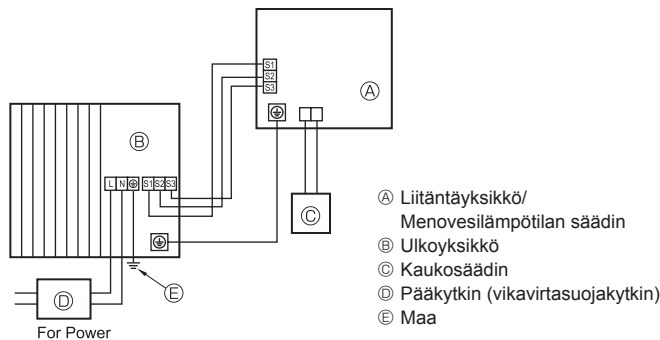 S1
S2
S3
Ⓐ
Ⓑ
L N S1 S2 S3
Ⓒ
Ⓓ
Ⓔ
For Power
Ⓐ Liitäntäyksikkö/
Menovesilämpötilan säädin
Ⓑ Ulkoyksikkö
Ⓒ Kaukosäädin
Ⓓ Pääkytkin (vikavirtasuojakytkin)
Ⓔ Maa